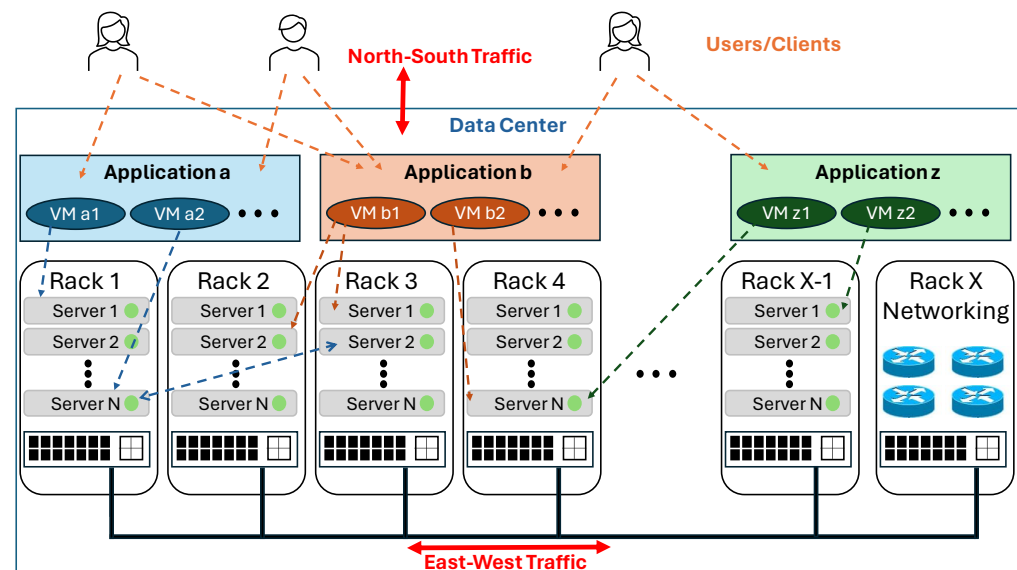 Users/Clients
North-South Traffic
Data Center
Application a
VM a1
VM a2
Application b
VM b1
VM b2
Application z
VM z1
VM z2
Rack 1
Server 1
Server 2
Server N
Rack 2
Server 1
Server 2
Server N
Rack 3
Server 1
Server 2
Server N
Rack 4
Server 1
Server 2
Server N
Rack X-1
Server 1
Server 2
Server N
Rack X
Networking
East-West Traffic